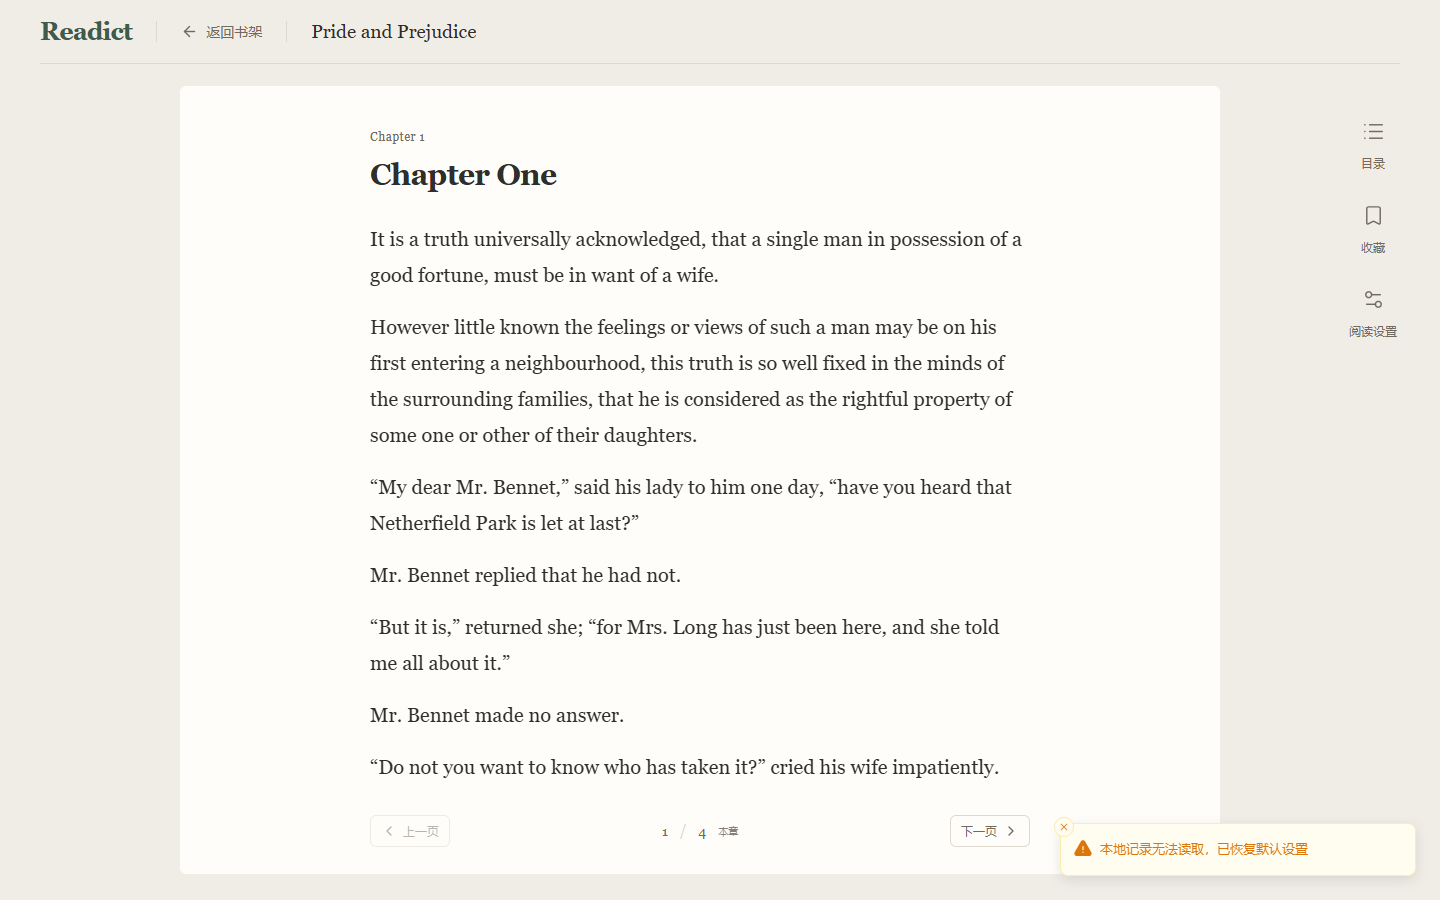 Readict
返回书架
Pride and Prejudice
Chapter 1
Chapter One
It is a truth universally acknowledged, that a single man in possession of a
good fortune, must be in want of a wife.
However little known the feelings or views of such a man may be on his
first entering a neighbourhood, this truth is so well fixed in the minds of
the surrounding families, that he is considered as the rightful property of
some one or other of their daughters.
“My dear Mr. Bennet,” said his lady to him one day, “have you heard that
Netherfield Park is let at last?”
Mr. Bennet replied that he had not.
“But it is,” returned she; “for Mrs. Long has just been here, and she told
me all about it.”
Mr. Bennet made no answer.
“Do not you want to know who has taken it?” cried his wife impatiently.
上一页
1 / 4 本章
下一页
目录
收藏
阅读设置
本地记录无法读取，已恢复默认设置